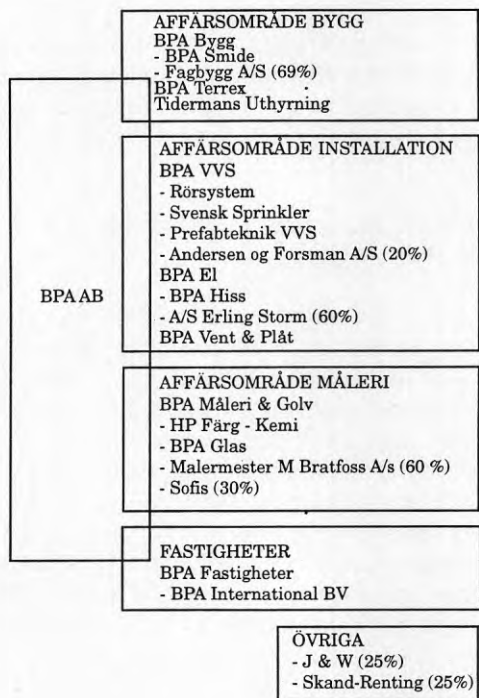 AFFÄRSOMRÅDE BYGG
BPA Bygg
- BPA Smide
- Fagbygg A/S (69%)
BPA Terrex
Tidermans Uthyrning
AFFÄRSOMRÅDE INSTALLATION
BPA VVS
- Rörsystem
- Svensk Sprinkler
- Prefabteknik VVS
- Andersen og Forsman A/S (20%)
BPA El
- BPA Hiss
- A/S Erling Storm (60%)
BPA Vent & Plåt
BPA AB
AFFÄRSOMRÅDE MÅLERI
BPA Måleri & Golv
- HP Färg - Kemi
- BPA Glas
- Malermester M Bratfoss A/s (60 %)
- Sofis (30%)
FASTIGHETER
BPA Fastigheter
- BPA International BV
ÖVRIGA
- J & W (25%)
- Skand-Renting (25%)